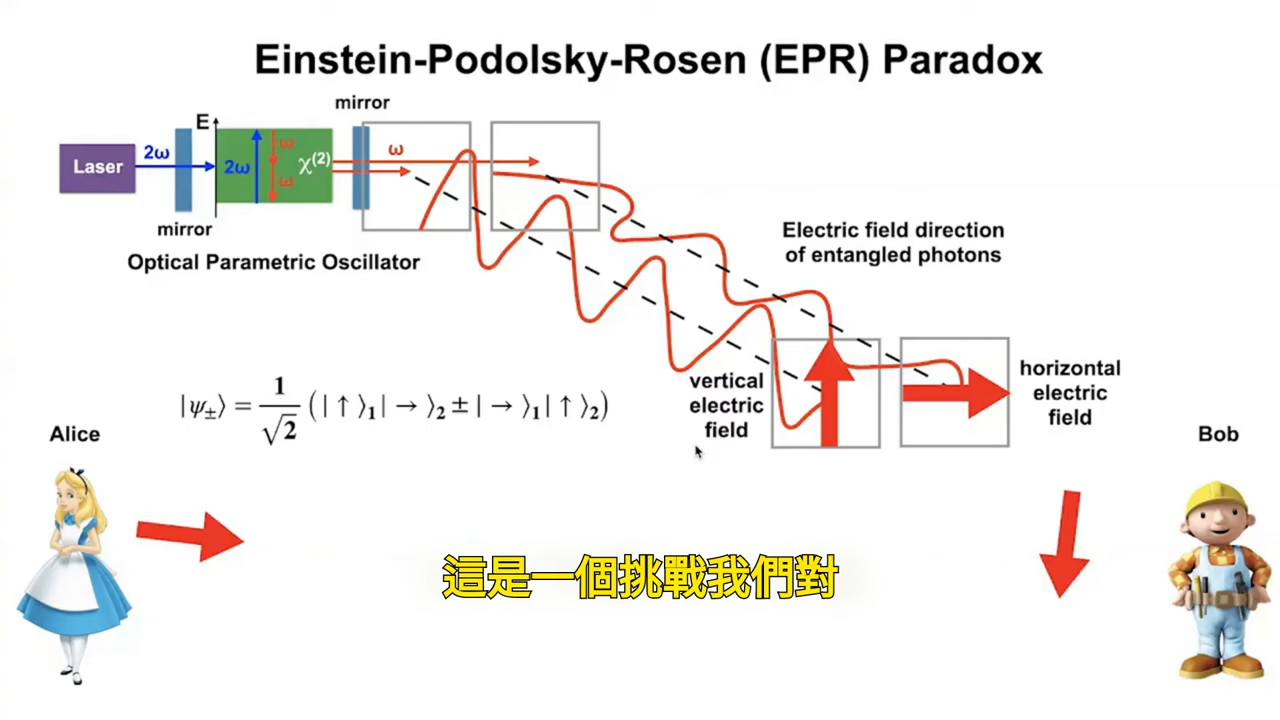 Einstein-Podolsky-Rosen (EPR) Paradox
mirror
E
Laser
2ω
2ω
ω
ω
χ(2)
ω
mirror
Optical Parametric Oscillator
Electric field direction
of entangled photons
|ψ±⟩ = 1/√2 (|↑⟩1|→⟩2 ± |→⟩1|↑⟩2)
vertical
electric
field
horizontal
electric
field
Alice
Bob
這是一個挑戰我們對